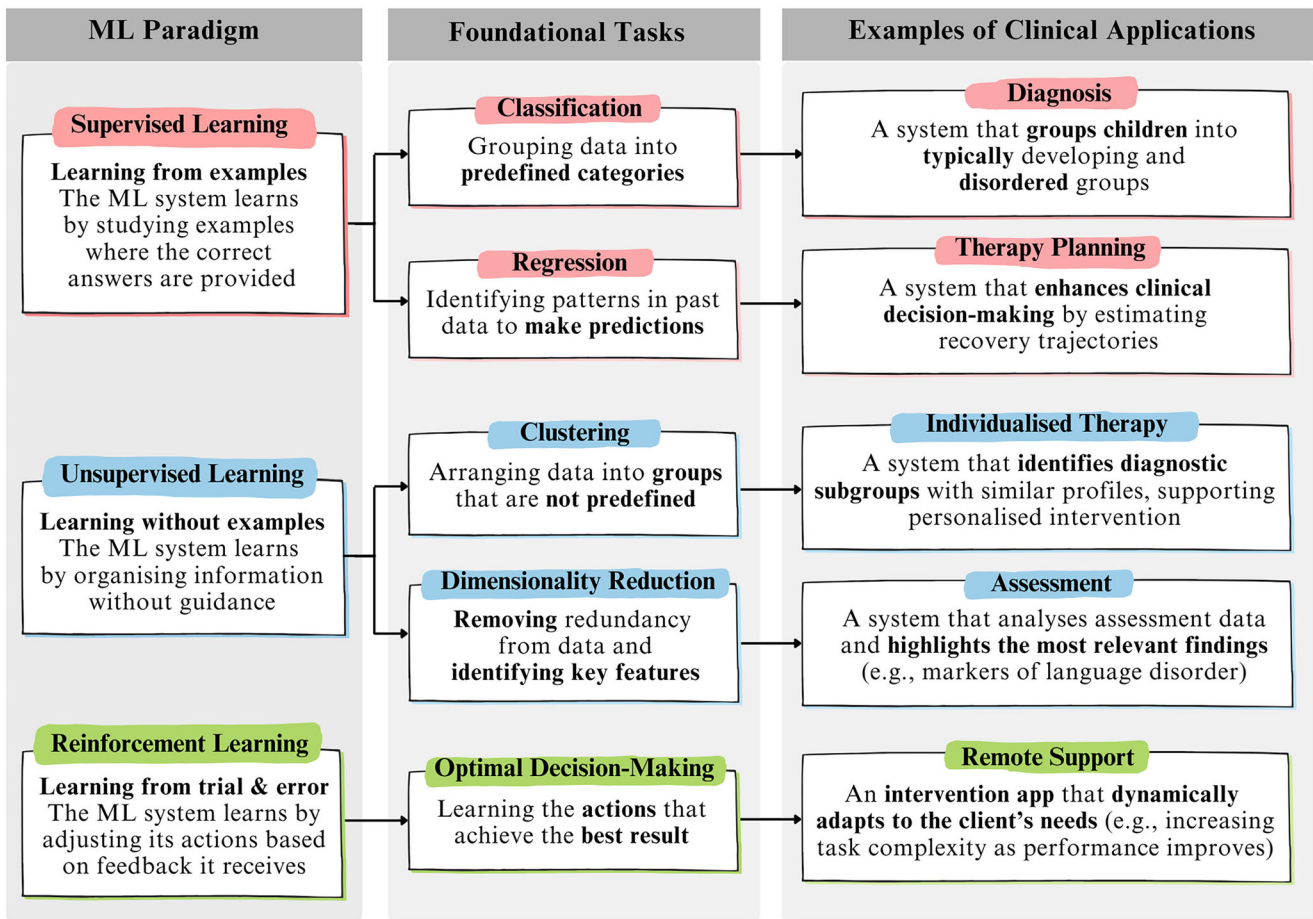 ML Paradigm
Foundational Tasks
Examples of Clinical Applications
Supervised Learning
Learning from examples
The ML system learns
by studying examples
where the correct
answers are provided
Classification
Grouping data into
predefined categories
Diagnosis
A system that groups children into
typically developing and
disordered groups
Regression
Identifying patterns in past
data to make predictions
Therapy Planning
A system that enhances clinical
decision-making by estimating
recovery trajectories
Unsupervised Learning
Learning without examples
The ML system learns
by organising information
without guidance
Clustering
Arranging data into groups
that are not predefined
Individualised Therapy
A system that identifies diagnostic
subgroups with similar profiles, supporting
personalised intervention
Dimensionality Reduction
Removing redundancy
from data and
identifying key features
Assessment
A system that analyses assessment data
and highlights the most relevant findings
(e.g., markers of language disorder)
Reinforcement Learning
Learning from trial & error
The ML system learns by
adjusting its actions based
on feedback it receives
Optimal Decision-Making
Learning the actions that
achieve the best result
Remote Support
An intervention app that dynamically
adapts to the client's needs (e.g., increasing
task complexity as performance improves)